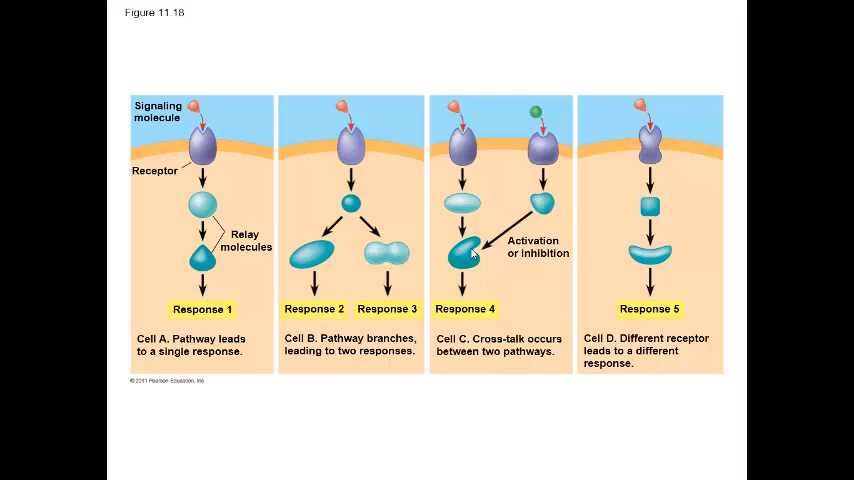 Figure 11.18
Signaling
molecule
Receptor
Relay
molecules
Response 1
Cell A. Pathway leads
to a single response.
Response 2
Response 3
Cell B. Pathway branches,
leading to two responses.
Activation
or inhibition
Response 4
Cell C. Cross-talk occurs
between two pathways.
Response 5
Cell D. Different receptor
leads to a different
response.
© 2011 Pearson Education, Inc.